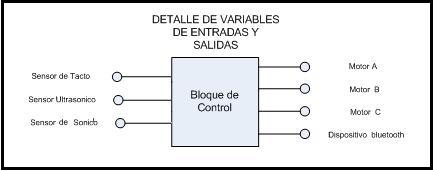 DETALLE DE VARIABLES
DE ENTRADAS Y
SALIDAS
Sensor de Tacto
Sensor Ultrasonico
Sensor de Sonido
Bloque de
Control
Motor A
Motor B
Motor C
Dispositivo bluetooth